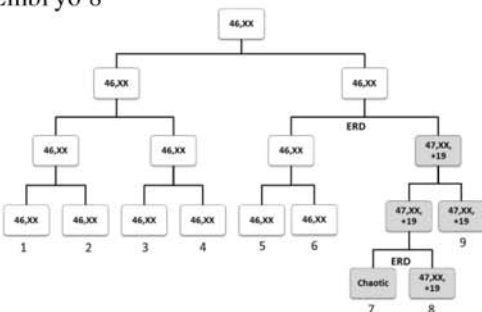 Embryo 8
46,XX
46,XX 46,XX
ERD
46,XX 46,XX 46,XX 47,XX,
+19
46,XX 46,XX 46,XX 46,XX 46,XX 46,XX 47,XX, 47,XX,
+19 +19
1 2 3 4 5 6 9
ERD
Chaotic 47,XX,
+19
7 8